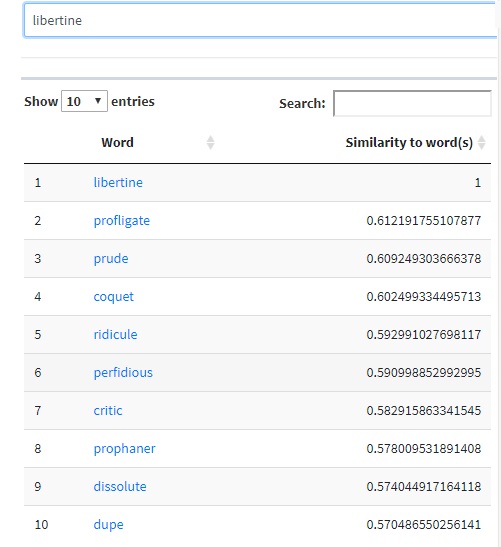 libertine
Show 10 entries Search:
Word Similarity to word(s)
1 libertine 1
2 profligate 0.612191755107877
3 prude 0.609249303666378
4 coquet 0.602499334495713
5 ridicule 0.592991027698117
6 perfidious 0.590998852992995
7 critic 0.582915863341545
8 prophaner 0.578009531891408
9 dissolute 0.574044917164118
10 dupe 0.570486550256141